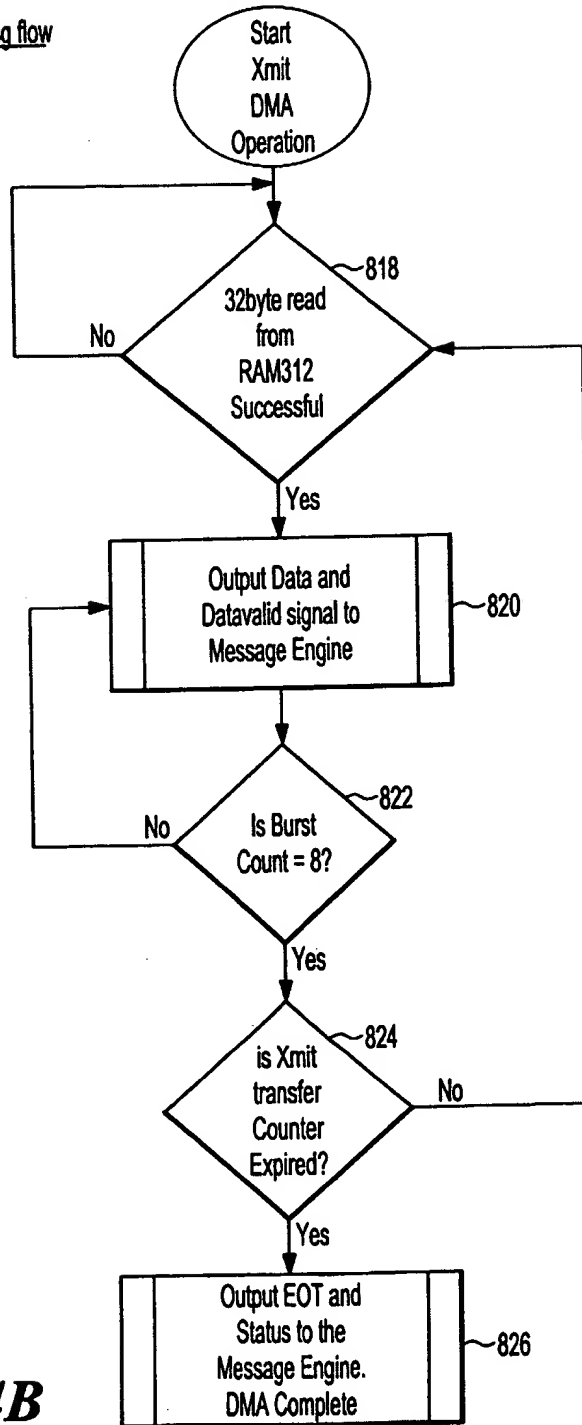 flow
Start
Xmit
DMA
Operation
818
32byte read
from
RAM312
Successful
No
Yes
Output Data and
Datavalid signal to
Message Engine
820
822
No
Is Burst
Count = 8?
Yes
824
is Xmit
transfer
Counter
Expired?
No
Yes
Output EOT and
Status to the
Message Engine.
DMA Complete
826
B